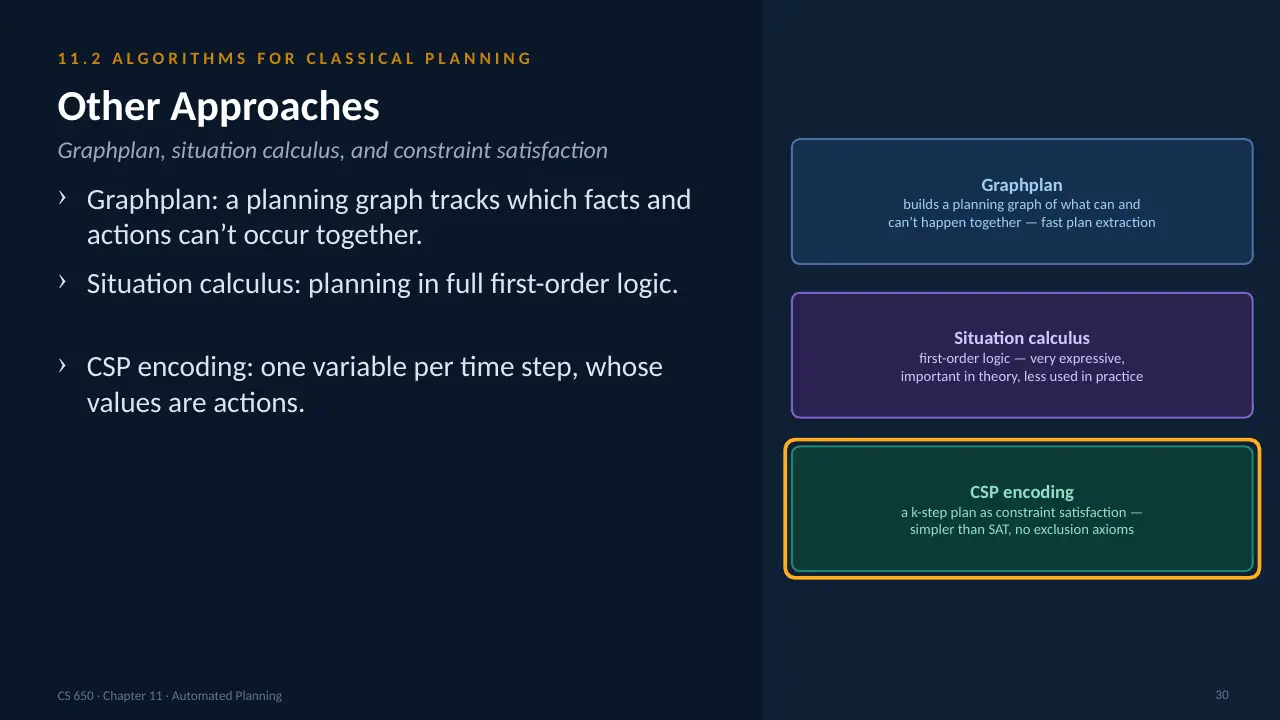 11.2 ALGORITHMS FOR CLASSICAL PLANNING
Other Approaches
Graphplan, situation calculus, and constraint satisfaction
› Graphplan: a planning graph tracks which facts and
actions can’t occur together.
› Situation calculus: planning in full first-order logic.
› CSP encoding: one variable per time step, whose
values are actions.
Graphplan
builds a planning graph of what can and
can’t happen together — fast plan extraction
Situation calculus
first-order logic — very expressive,
important in theory, less used in practice
CSP encoding
a k-step plan as constraint satisfaction —
simpler than SAT, no exclusion axioms
CS 650 · Chapter 11 · Automated Planning
30